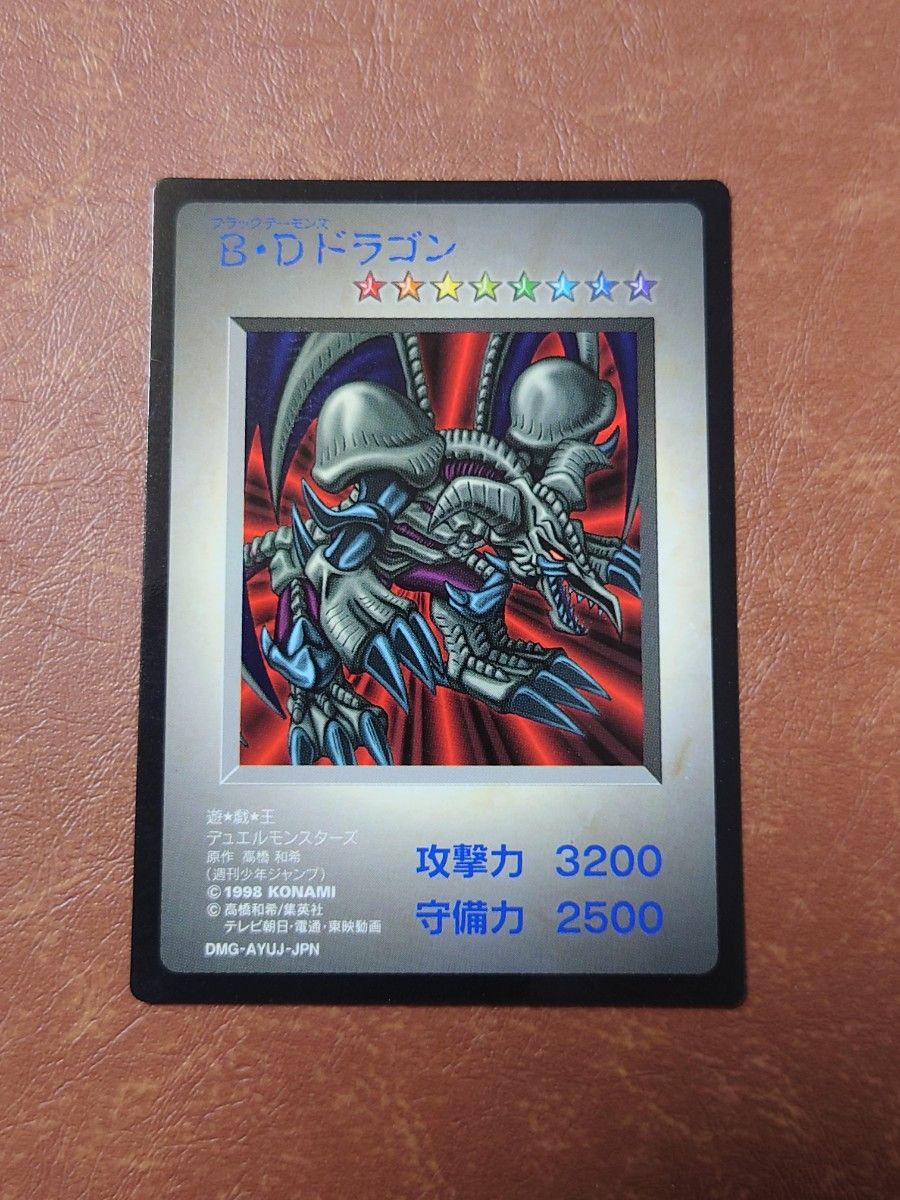 ブラックデーモンズ
B・Dドラゴン
遊★戯★王
デュエルモンスターズ
原作 高橋 和希
(週刊少年ジャンプ)
©1998 KONAMI
© 高橋和希/集英社
テレビ朝日・電通・東映動画
DMG-AYUJ-JPN
攻撃力 3200
守備力 2500